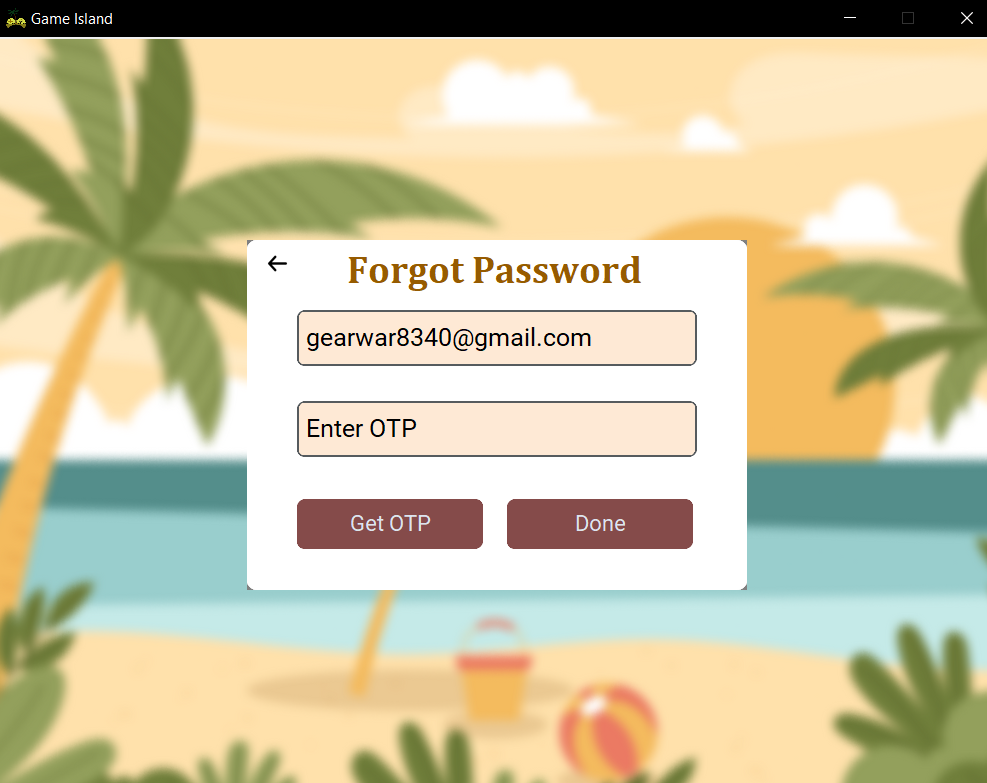 Game Island
Forgot Password
gearwar8340@gmail.com
Enter OTP
Get OTP
Done